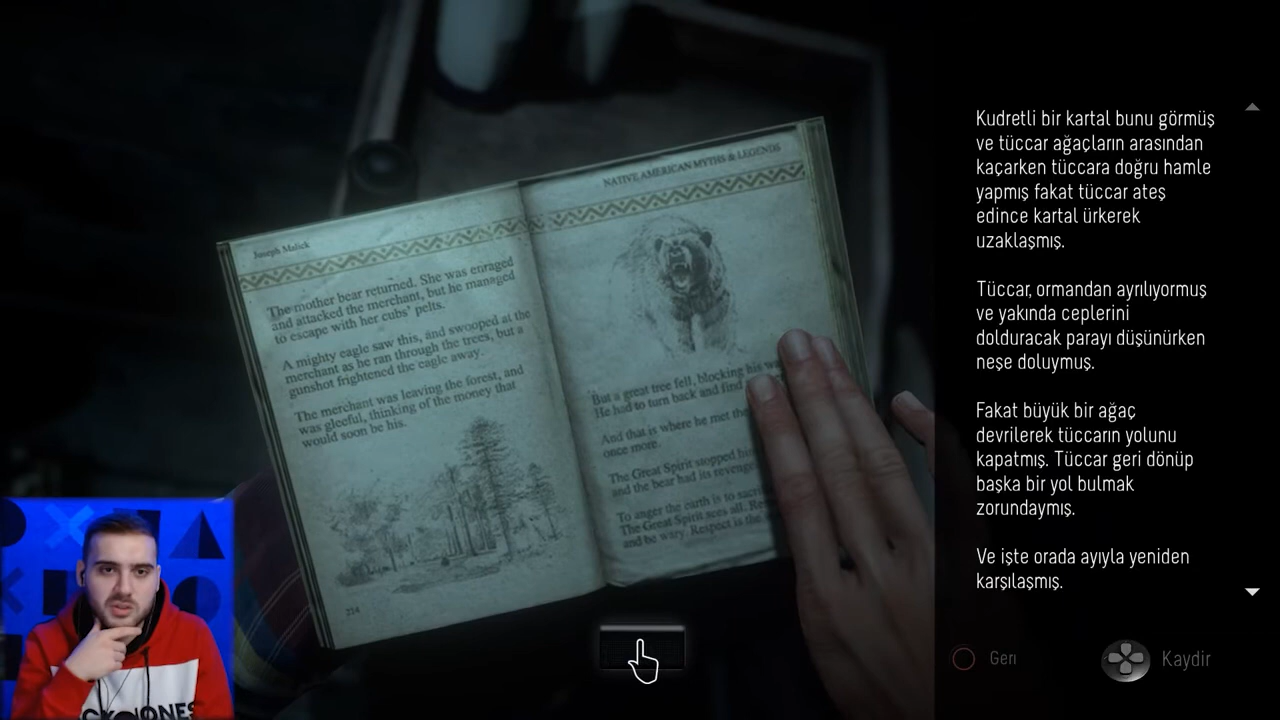 Joseph Malick
The mother bear returned. She was enraged
and attacked the merchant, but he managed
to escape with her cubs' pelts.
A mighty eagle saw this, and swooped at the
merchant as he ran through the trees, but a
gunshot frightened the eagle away.
The merchant was leaving the forest, and
was gleeful, thinking of the money that
would soon be his.
224
NATIVE AMERICAN MYTHS & LEGENDS
But a great tree fell, blocking his
He had to turn back and find
And that is where he met the
once more.
The Great Spirit stopped
and the bear had its revenge
To anger the earth is to
The Great Spirit sees all.
and be wary. Respect is the
Kudretli bir kartal bunu görmüş
ve tüccar ağaçların arasından
kaçarken tüccara doğru hamle
yapmış fakat tüccar ateş
edince kartal ürkerek
uzaklaşmış.
Tüccar, ormandan ayrılıyormuş
ve yakında ceplerini
dolduracak parayı düşünürken
neşe doluymuş.
Fakat büyük bir ağaç
devrilerek tüccarın yolunu
kapatmış. Tüccar geri dönüp
başka bir yol bulmak
zorundaymış.
Ve işte orada ayıyla yeniden
karşılaşmış.
Geri
Kaydir